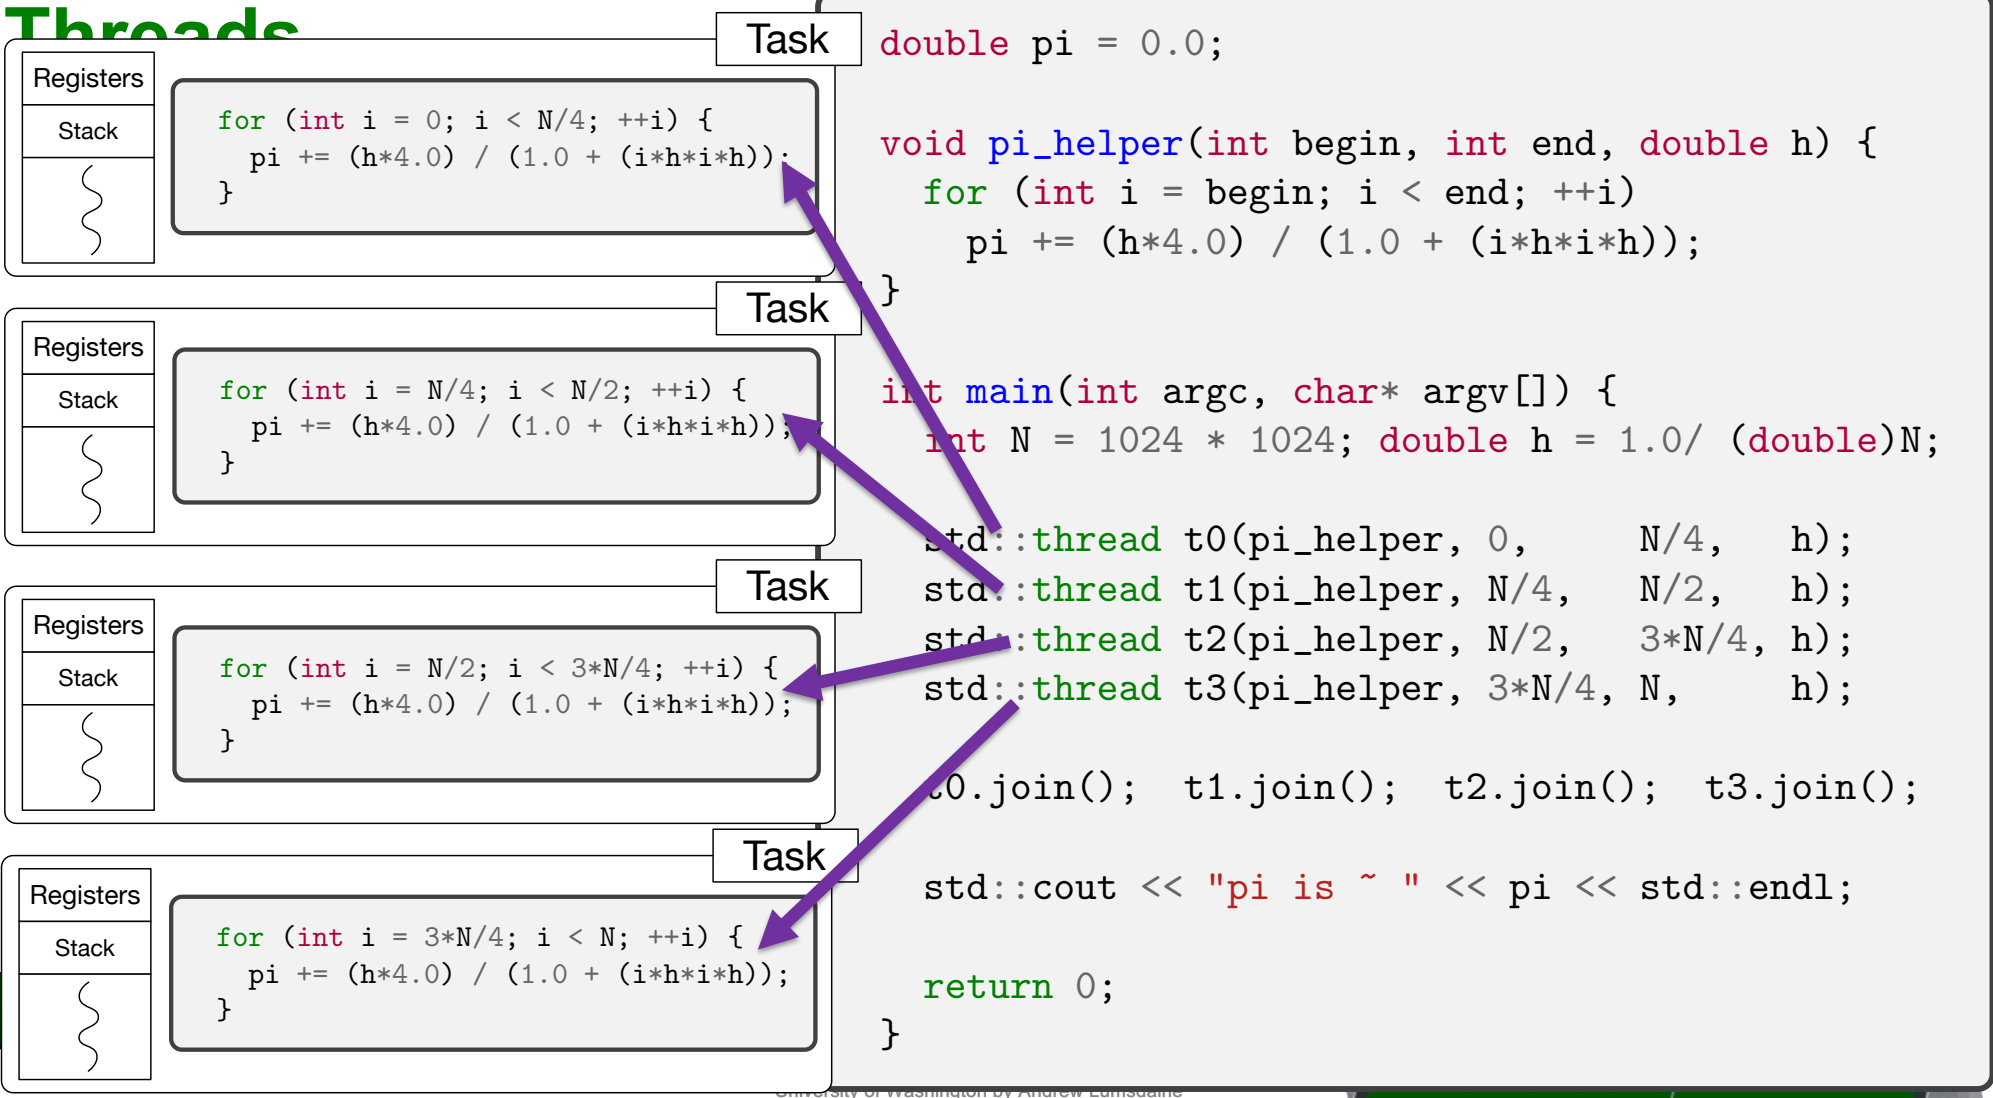 Threads
Task
Registers
Stack
for (int i = 0; i < N/4; ++i) {
pi += (h*4.0) / (1.0 + (i*h*i*h));
}
Task
Registers
Stack
for (int i = N/4; i < N/2; ++i) {
pi += (h*4.0) / (1.0 + (i*h*i*h));
}
Task
Registers
Stack
for (int i = N/2; i < 3*N/4; ++i) {
pi += (h*4.0) / (1.0 + (i*h*i*h));
}
Task
Registers
Stack
for (int i = 3*N/4; i < N; ++i) {
pi += (h*4.0) / (1.0 + (i*h*i*h));
}
double pi = 0.0;
void pi_helper(int begin, int end, double h) {
for (int i = begin; i < end; ++i)
pi += (h*4.0) / (1.0 + (i*h*i*h));
}
int main(int argc, char* argv[]) {
int N = 1024 * 1024; double h = 1.0/ (double)N;
std::thread t0(pi_helper, 0, N/4, h);
std::thread t1(pi_helper, N/4, N/2, h);
std::thread t2(pi_helper, N/2, 3*N/4, h);
std::thread t3(pi_helper, 3*N/4, N, h);
t0.join(); t1.join(); t2.join(); t3.join();
std::cout << "pi is ~ " << pi << std::endl;
return 0;
}
University of Washington by Andrew Lumsdaine